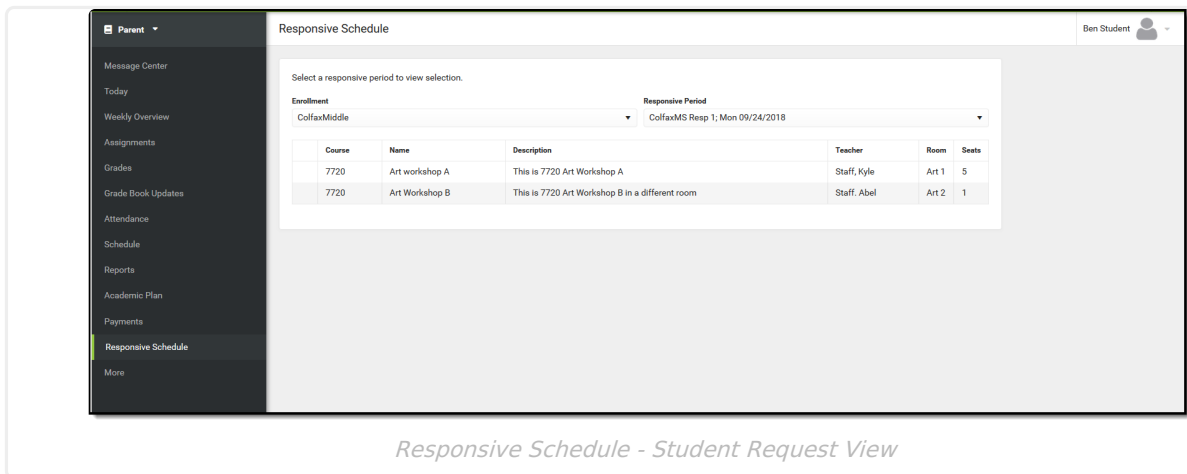 Parent
Responsive Schedule
Ben Student
Message Center
Today
Weekly Overview
Assignments
Grades
Grade Book Updates
Attendance
Schedule
Reports
Academic Plan
Payments
Responsive Schedule
More
Select a responsive period to view selection.
Enrollment Responsive Period
ColfaxMiddle ColfaxMS Resp 1; Mon 09/24/2018
Course Name Description Teacher Room Seats
7720 Art workshop A This is 7720 Art Workshop A Staff, Kyle Art 1 5
7720 Art Workshop B This is 7720 Art Workshop B in a different room Staff. Abel Art 2 1
Responsive Schedule - Student Request View